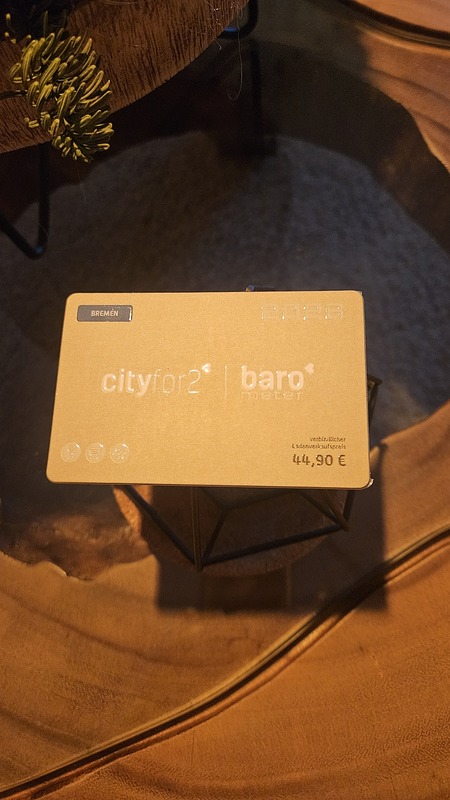 BREMEN
cityfor2 | baro
meter
verbindlicher
Ladenverkaufspreis
44,90 €